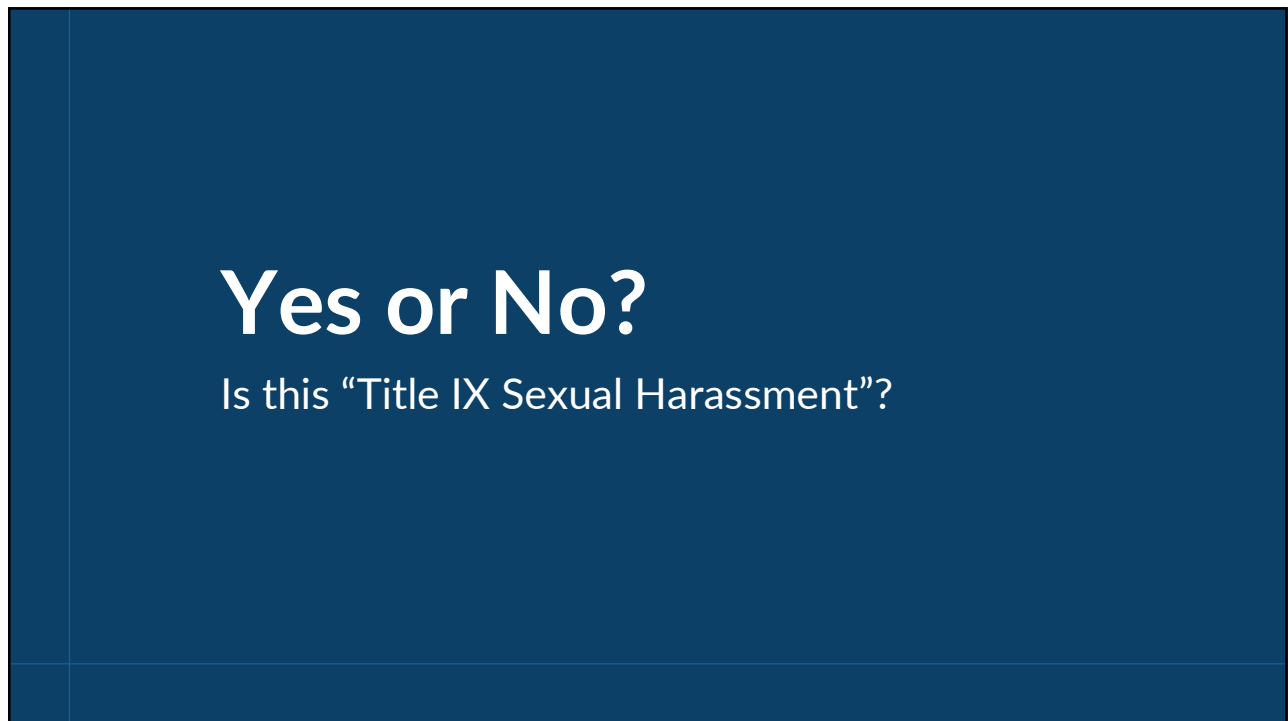 Yes or No?
Is this “Title IX Sexual Harassment”?